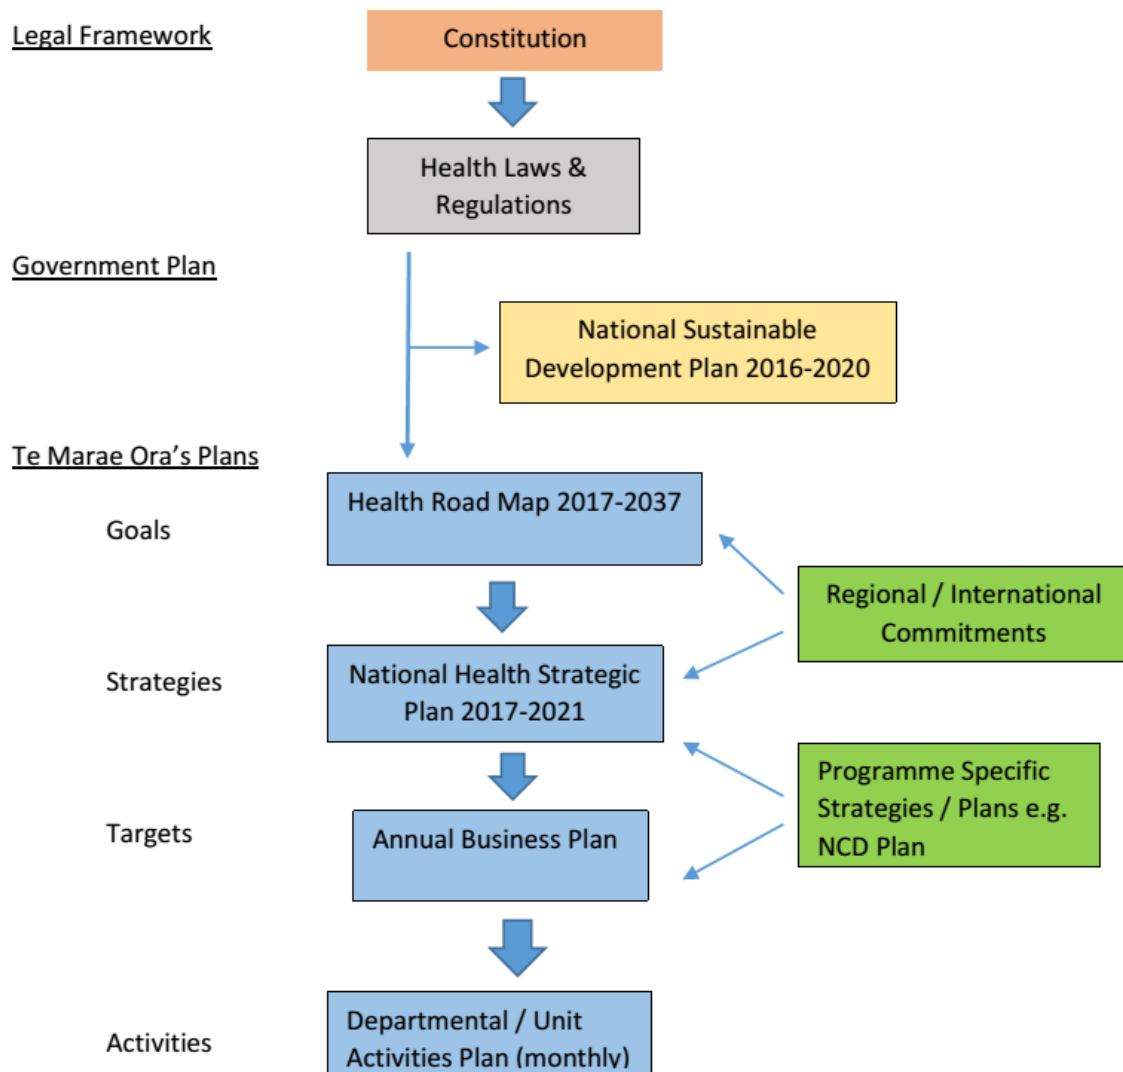 Legal Framework
Constitution
Health Laws &
Regulations
Government Plan
National Sustainable
Development Plan 2016-2020
Te Marae Ora’s Plans
Health Road Map 2017-2037
Goals
Regional / International
Commitments
Strategies
National Health Strategic
Plan 2017-2021
Programme Specific
Strategies / Plans e.g.
NCD Plan
Targets
Annual Business Plan
Departmental / Unit
Activities Plan (monthly)
Activities